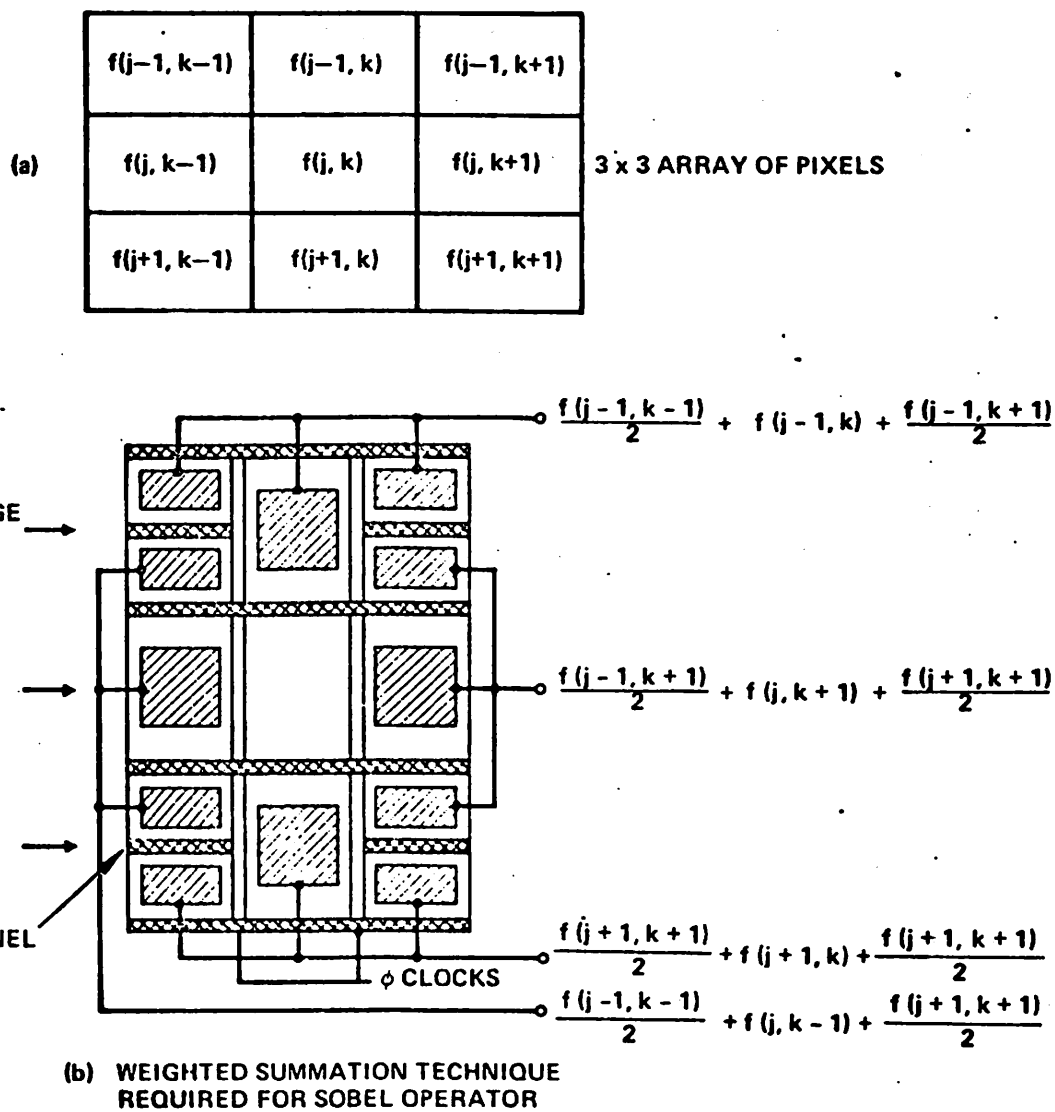 f(j−1, k−1) f(j−1, k) f(j−1, k+1)
(a) f(j, k−1) f(j, k) f(j, k+1) 3 x 3 ARRAY OF PIXELS
f(j+1, k−1) f(j+1, k) f(j+1, k+1)
f (j - 1, k - 1)/2 + f (j - 1, k) + f (j - 1, k + 1)/2
GE
f (j - 1, k + 1)/2 + f (j, k + 1) + f (j + 1, k + 1)/2
NEL
f (j + 1, k + 1)/2 + f (j + 1, k) + f (j + 1, k + 1)/2
ϕ CLOCKS
f (j -1, k - 1)/2 + f (j, k - 1) + f (j + 1, k + 1)/2
(b) WEIGHTED SUMMATION TECHNIQUE
REQUIRED FOR SOBEL OPERATOR